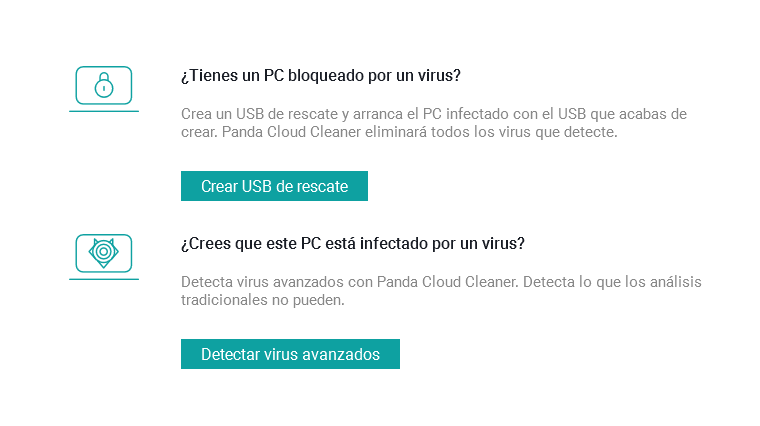 ¿Tienes un PC bloqueado por un virus?
Crea un USB de rescate y arranca el PC infectado con el USB que acabas de
crear. Panda Cloud Cleaner eliminará todos los virus que detecte.
Crear USB de rescate
¿Crees que este PC está infectado por un virus?
Detecta virus avanzados con Panda Cloud Cleaner. Detecta lo que los análisis
tradicionales no pueden.
Detectar virus avanzados